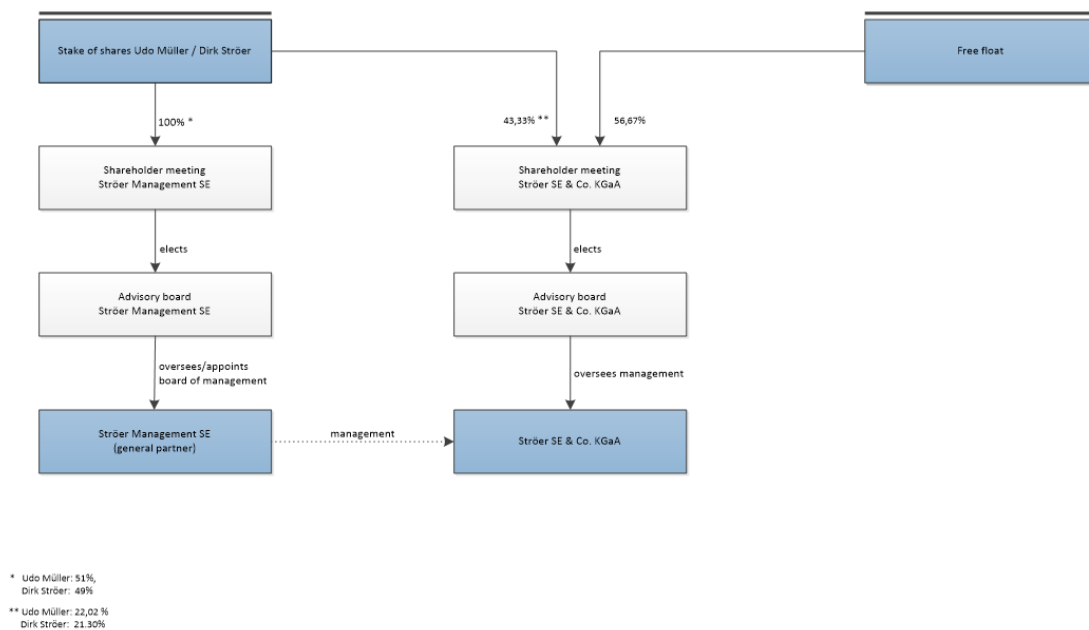 Stake of shares Udo Müller / Dirk Ströer
Free float
100% *
43,33% **
56,67%
Shareholder meeting
Ströer Management SE
Shareholder meeting
Ströer SE & Co. KGaA
elects
elects
Advisory board
Ströer Management SE
Advisory board
Ströer SE & Co. KGaA
oversees/appoints
board of management
oversees management
Ströer Management SE
(general partner)
management
Ströer SE & Co. KGaA
* Udo Müller: 51%,
Dirk Ströer: 49%
** Udo Müller: 22,02 %
Dirk Ströer: 21.30%